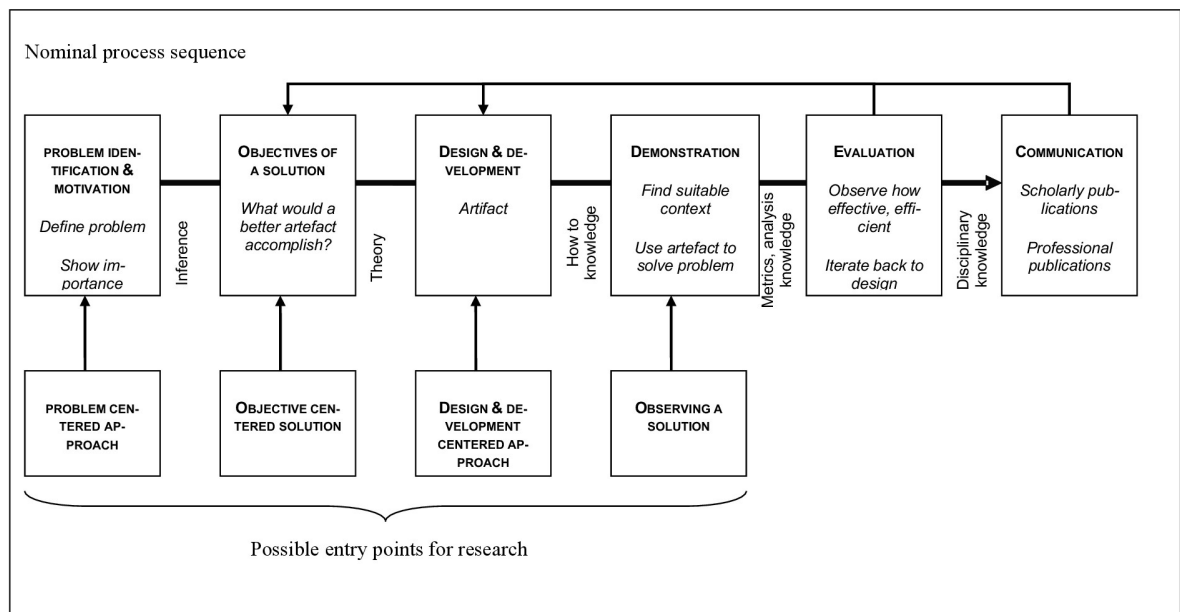 Nominal process sequence
PROBLEM IDEN-
TIFICATION &
MOTIVATION
Define problem
Show im-
portance
Inference
OBJECTIVES OF
A SOLUTION
What would a
better artefact
accomplish?
Theory
DESIGN & DE-
VELOPMENT
Artifact
How to
knowledge
DEMONSTRATION
Find suitable
context
Use artefact to
solve problem
Metrics, analysis
knowledge
EVALUATION
Observe how
effective, effi-
cient
Iterate back to
design
Disciplinary
knowledge
COMMUNICATION
Scholarly pub-
lications
Professional
publications
PROBLEM CEN-
TERED AP-
PROACH
OBJECTIVE CEN-
TERED SOLUTION
DESIGN & DE-
VELOPMENT
CENTERED AP-
PROACH
OBSERVING A
SOLUTION
Possible entry points for research